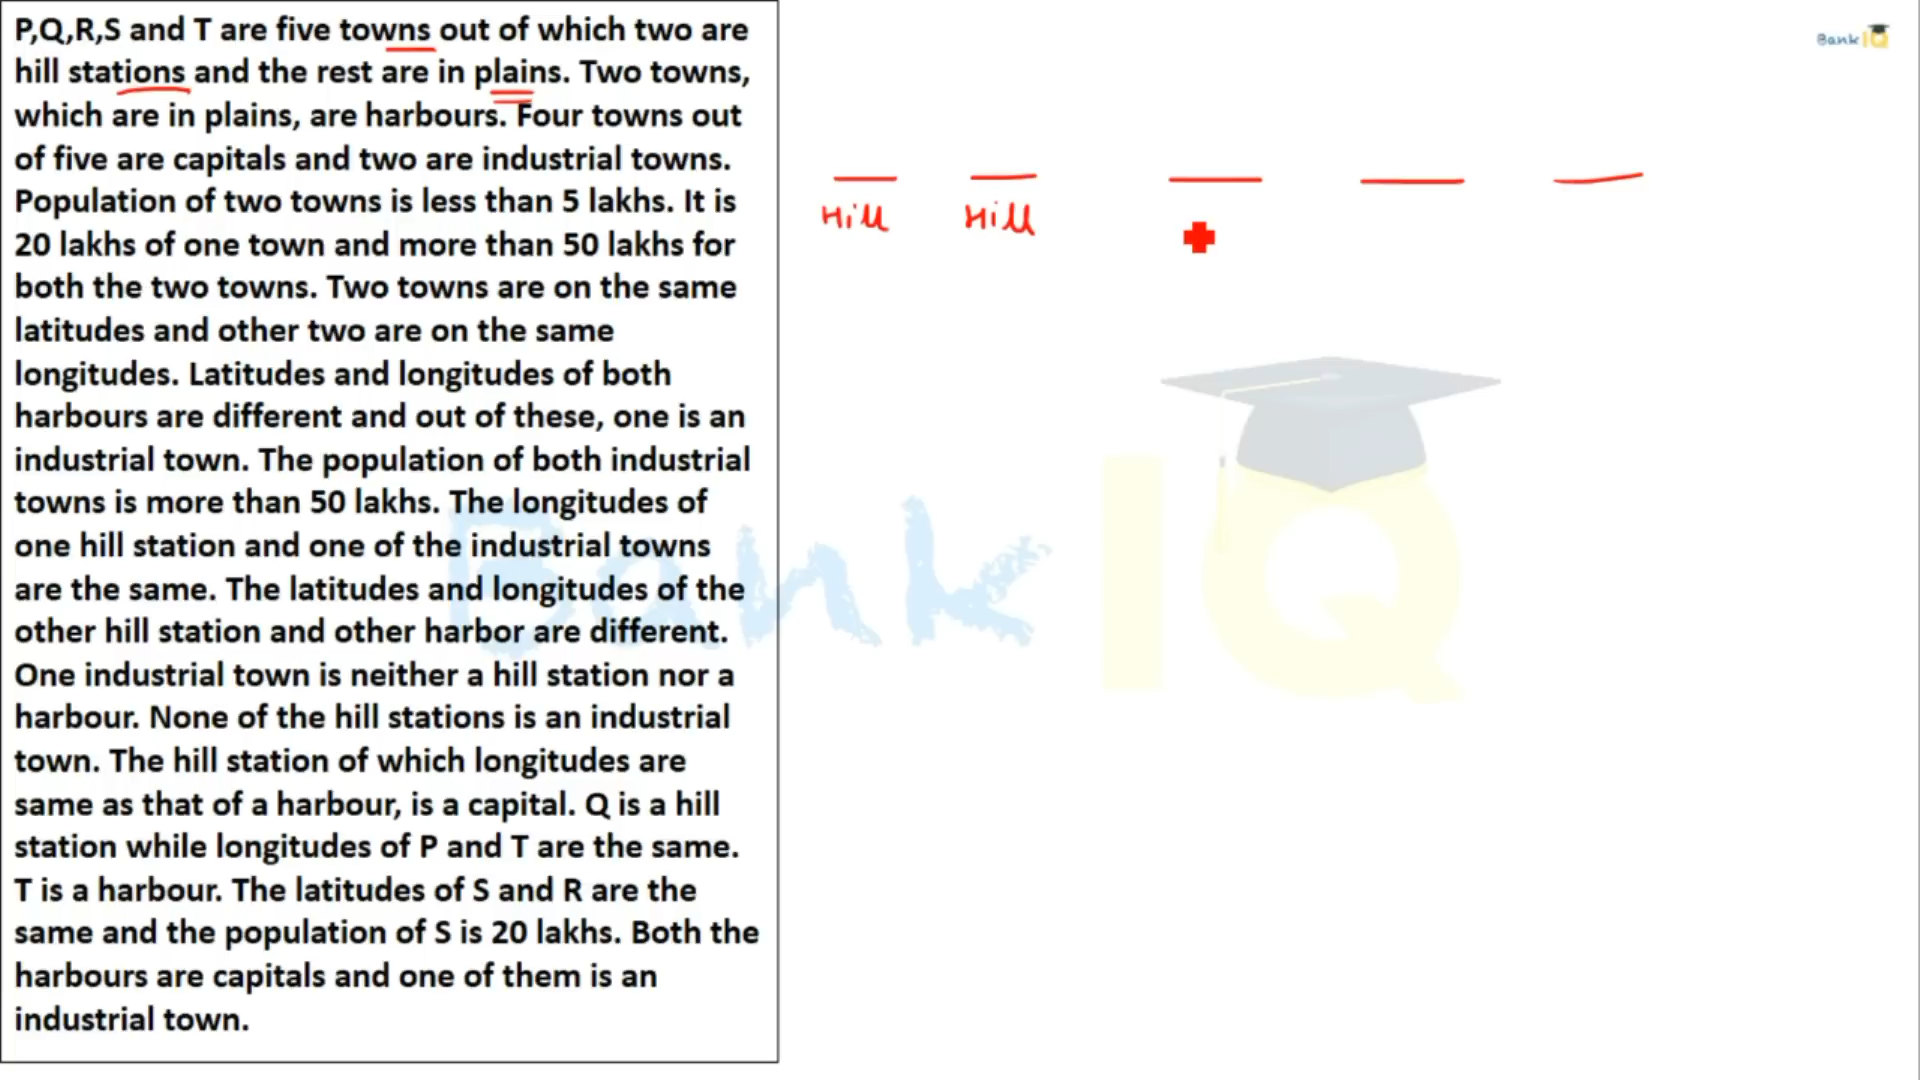 P,Q,R,S and T are five towns out of which two are
hill stations and the rest are in plains. Two towns,
which are in plains, are harbours. Four towns out
of five are capitals and two are industrial towns.
Population of two towns is less than 5 lakhs. It is
20 lakhs of one town and more than 50 lakhs for
both the two towns. Two towns are on the same
latitudes and other two are on the same
longitudes. Latitudes and longitudes of both
harbours are different and out of these, one is an
industrial town. The population of both industrial
towns is more than 50 lakhs. The longitudes of
one hill station and one of the industrial towns
are the same. The latitudes and longitudes of the
other hill station and other harbor are different.
One industrial town is neither a hill station nor a
harbour. None of the hill stations is an industrial
town. The hill station of which longitudes are
same as that of a harbour, is a capital. Q is a hill
station while longitudes of P and T are the same.
T is a harbour. The latitudes of S and R are the
same and the population of S is 20 lakhs. Both the
harbours are capitals and one of them is an
industrial town.
Bank IQ
Hill Hill
Bank IQ